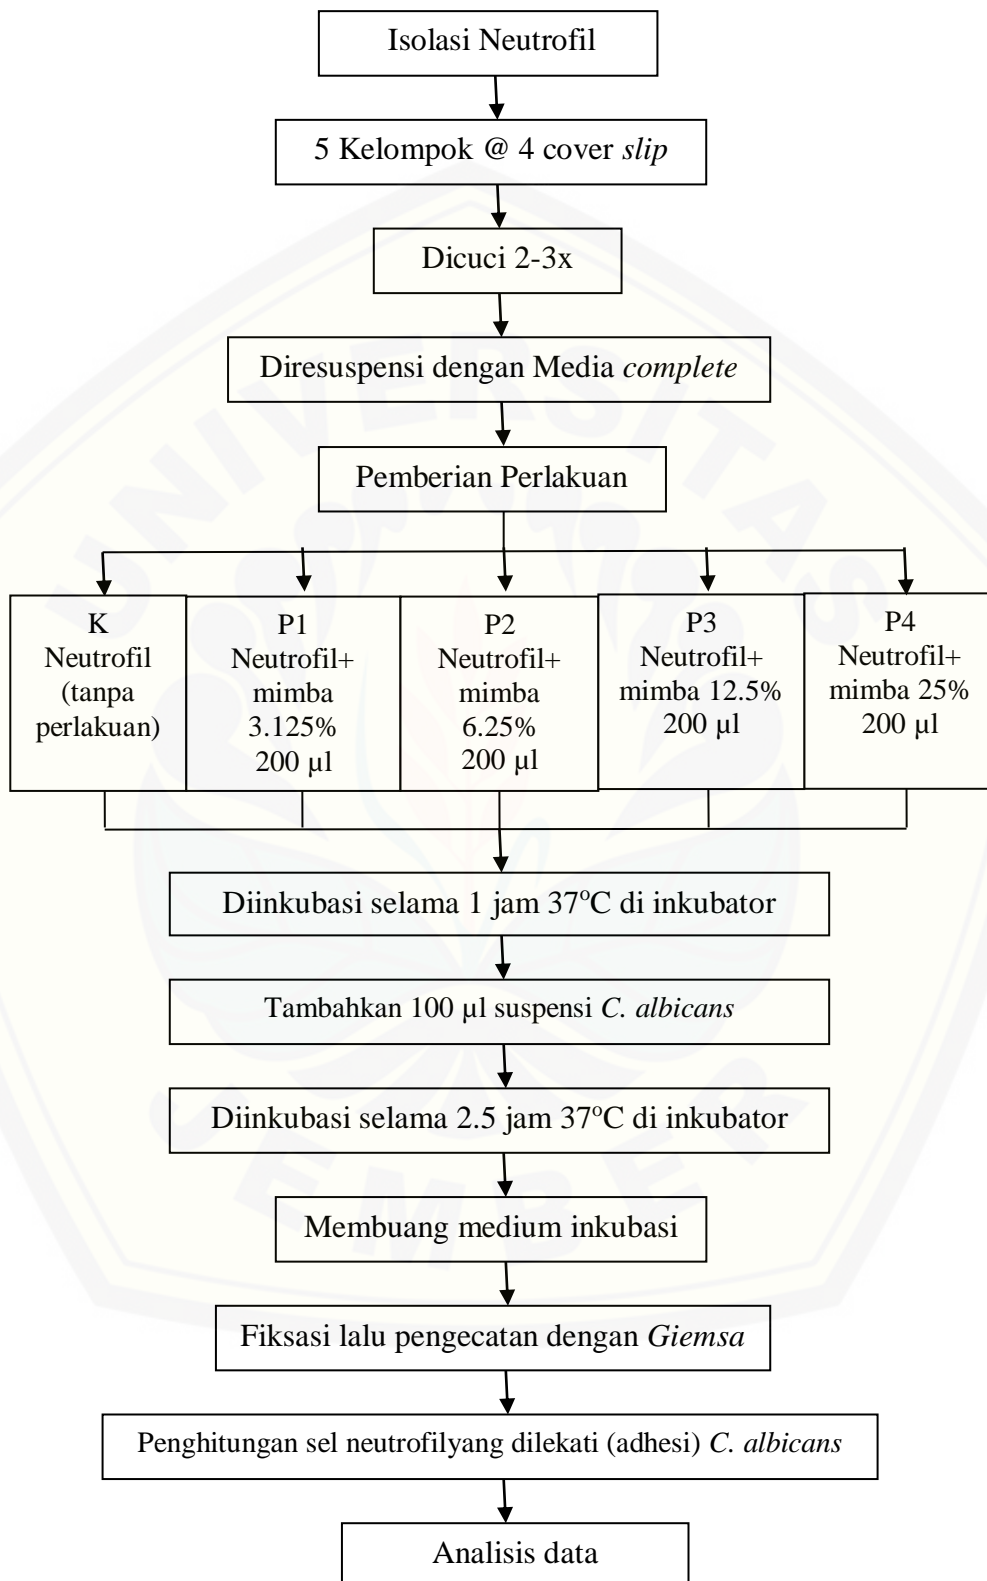 Isolasi Neutrofil
5 Kelompok @ 4 cover slip
Dicuci 2-3x
Diresuspensi dengan Media complete
Pemberian Perlakuan
K
Neutrofil
(tanpa
perlakuan)
P1
Neutrofil+
mimba
3.125%
200 µl
P2
Neutrofil+
mimba
6.25%
200 µl
P3
Neutrofil+
mimba 12.5%
200 µl
P4
Neutrofil+
mimba 25%
200 µl
Diinkubasi selama 1 jam 37°C di inkubator
Tambahkan 100 µl suspensi C. albicans
Diinkubasi selama 2.5 jam 37°C di inkubator
Membuang medium inkubasi
Fiksasi lalu pengecatan dengan Giemsa
Penghitungan sel neutrofilyang dilekati (adhesi) C. albicans
Analisis data
UNIVERSITAS
JEMBER